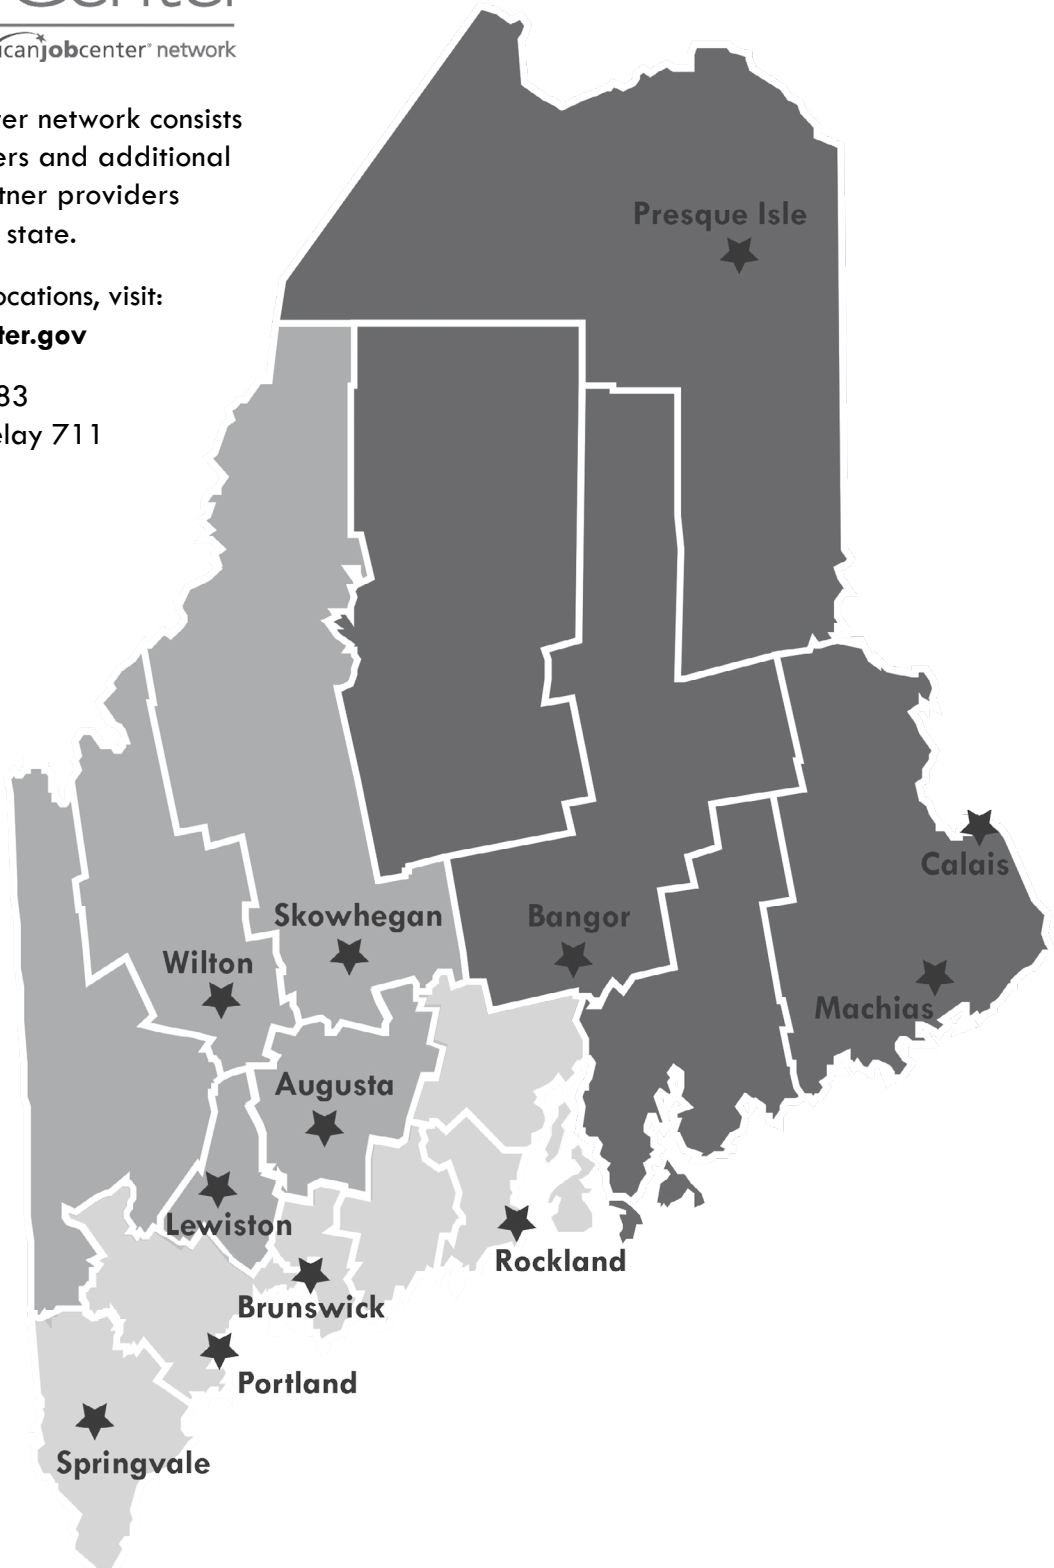 canjobcenter® network
er network consists
ers and additional
tner providers
state.
ocations, visit:
ter.gov
83
elay 711
Presque Isle
Calais
Skowhegan
Bangor
Wilton
Machias
Augusta
Lewiston
Rockland
Brunswick
Portland
Springvale